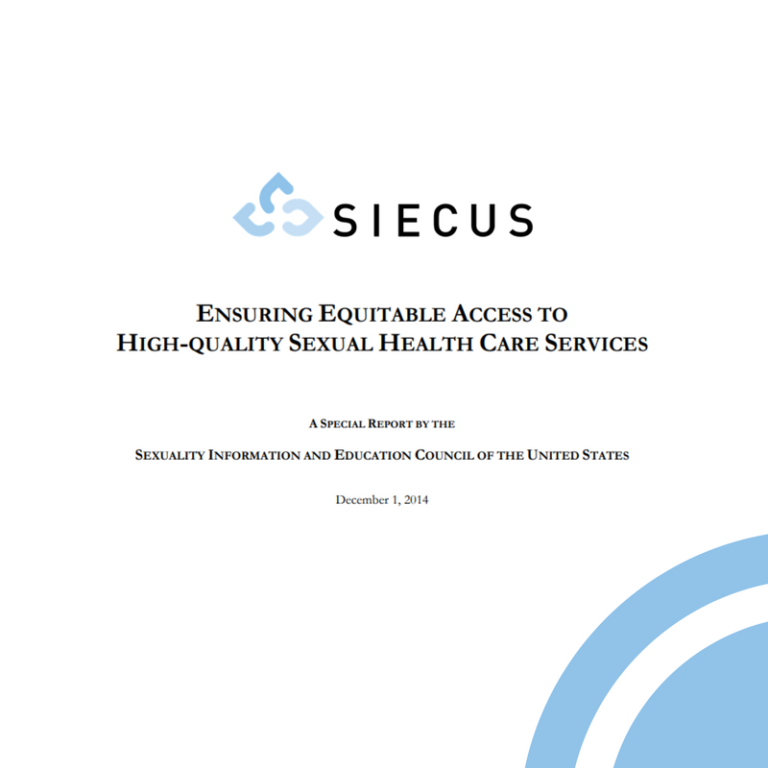 SIECUS
ENSURING EQUITABLE ACCESS TO
HIGH-QUALITY SEXUAL HEALTH CARE SERVICES
A SPECIAL REPORT BY THE
SEXUALITY INFORMATION AND EDUCATION COUNCIL OF THE UNITED STATES
December 1, 2014